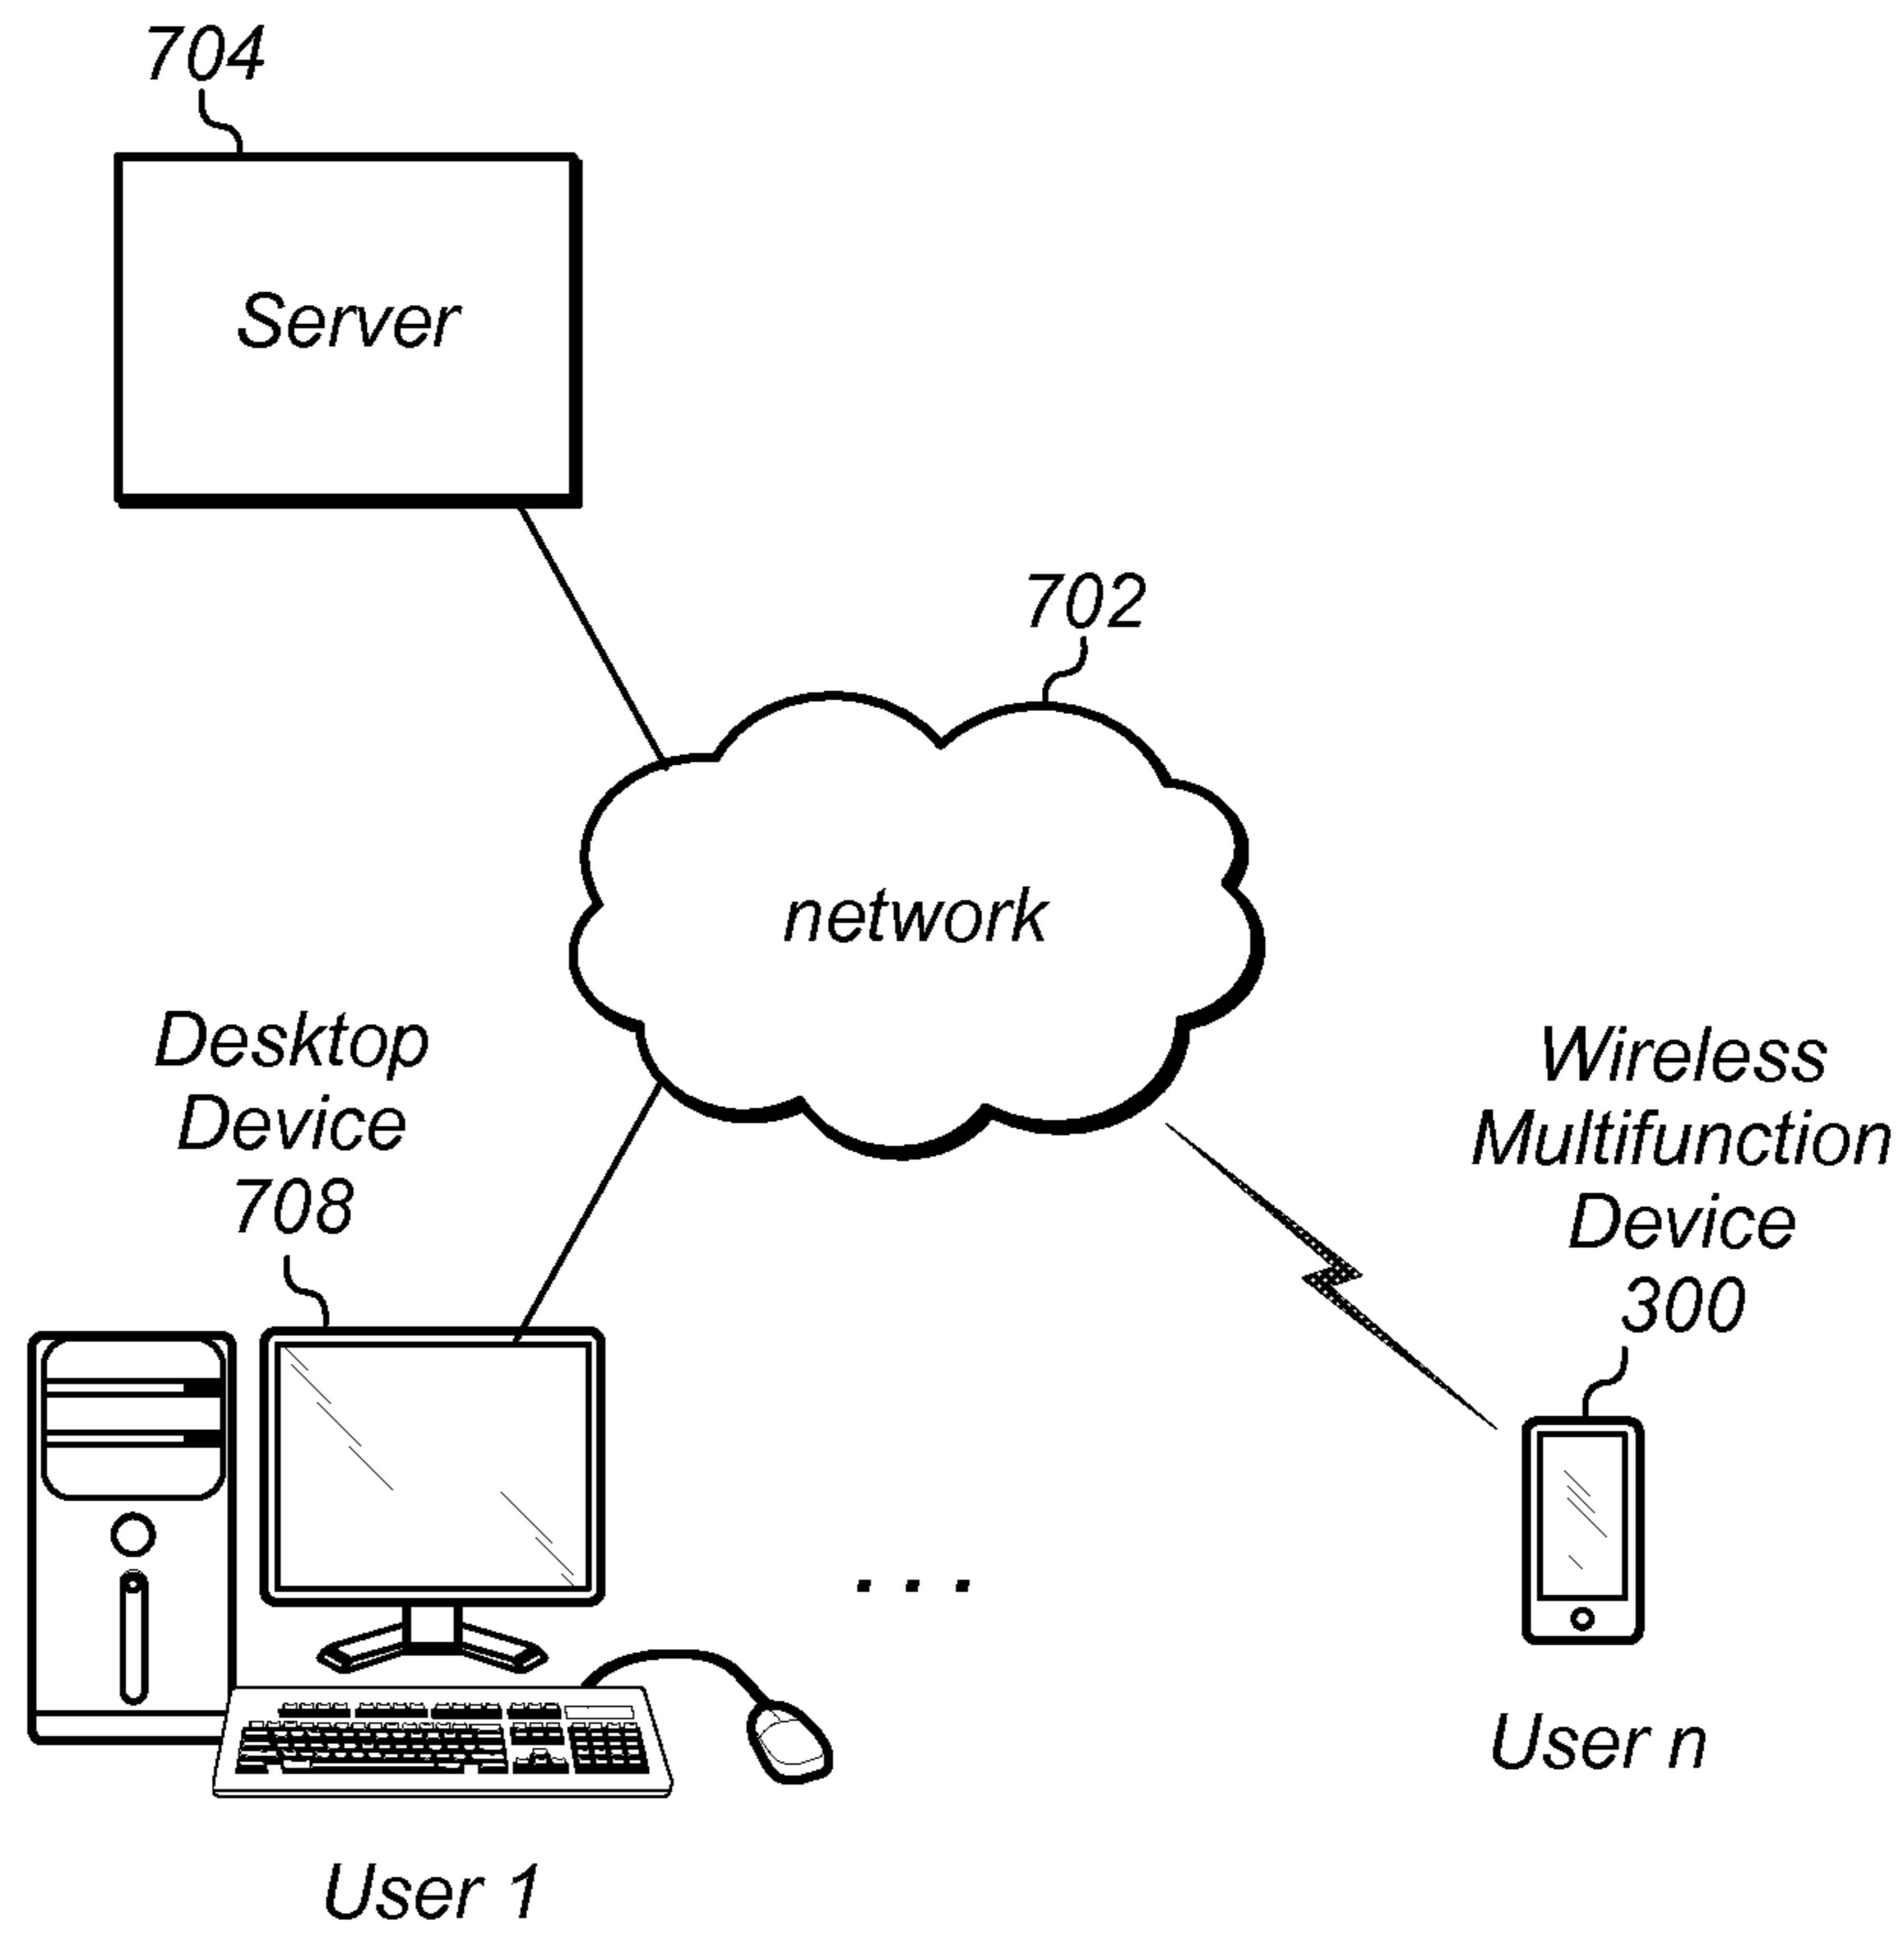 704
Server
702
network
Desktop
Device
708
Wireless
Multifunction
Device
300
. . .
User n
User 1